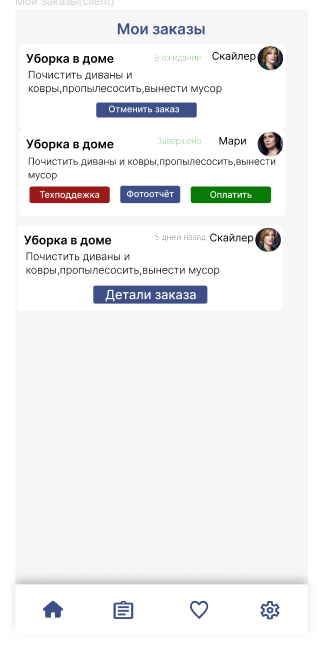 Мои заказы(client)
Мои заказы
Уборка в доме В ожидании Скайлер
Почистить диваны и
ковры,пропылесосить,вынести мусор
Отменить заказ
Уборка в доме Завершено Мари
Почистить диваны и ковры,пропылесосить,вынести
мусор
Техподдежка Фотоотчёт Оплатить
Уборка в доме 5 дней назад Скайлер
Почистить диваны и
ковры,пропылесосить,вынести мусор
Детали заказа